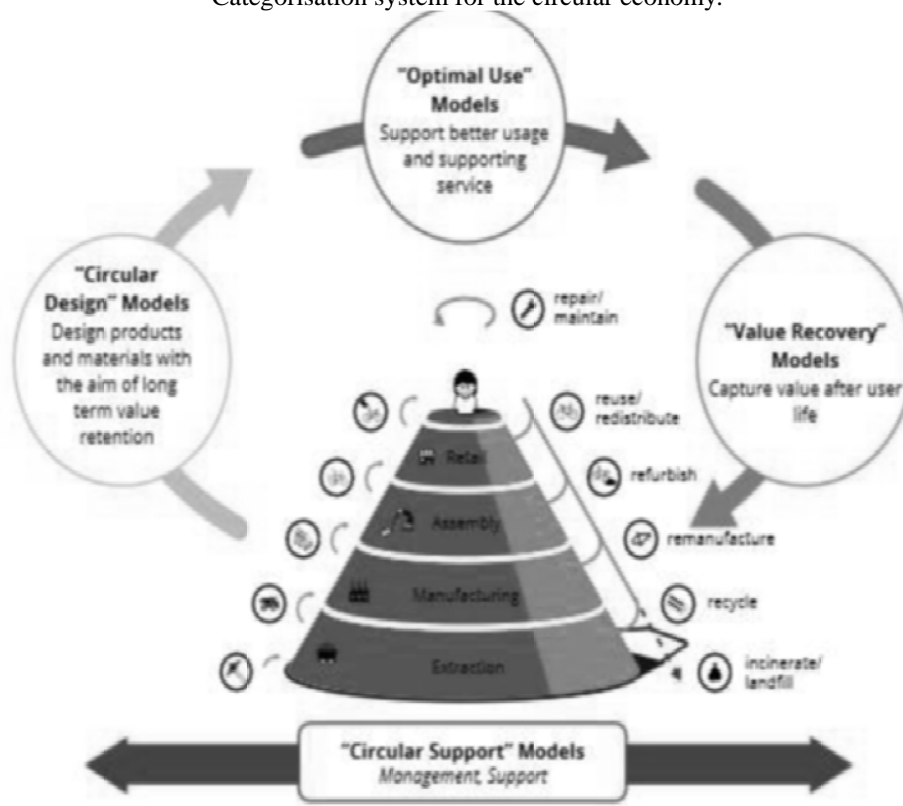 Categorisation system for the circular economy.
"Optimal Use"
Models
Support better usage
and supporting
service
"Circular
Design" Models
Design products
and materials with
the aim of long
term value
retention
"Value Recovery"
Models
Capture value after user
life
repair/
maintain
reuse/
redistribute
Retail
refurbish
Assembly
remanufacture
Manufacturing
recycle
Extraction
incinerate/
landfill
"Circular Support" Models
Management, Support